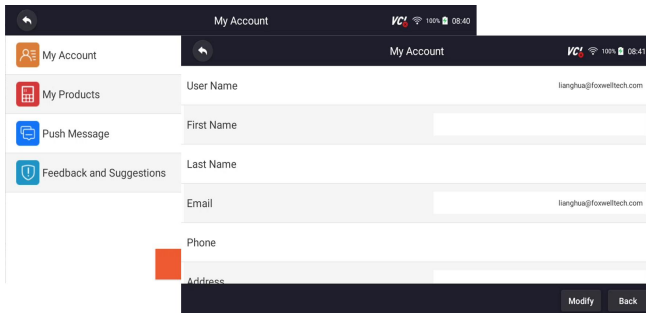 My Account
VC! 100% 08:40
My Account
My Products
Push Message
Feedback and Suggestions
My Account
VC! 100% 08:41
User Name
lianghua@foxwelltech.com
First Name
Last Name
Email
lianghua@foxwelltech.com
Phone
Address
Modify
Back